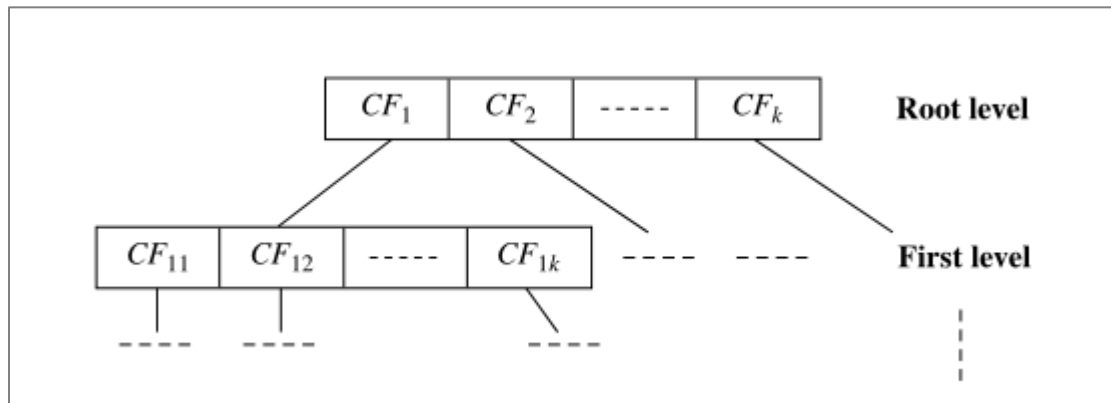 CF₁ CF₂ ----- CFₖ Root level
CF₁₁ CF₁₂ ----- CF₁ₖ ---- ---- First level